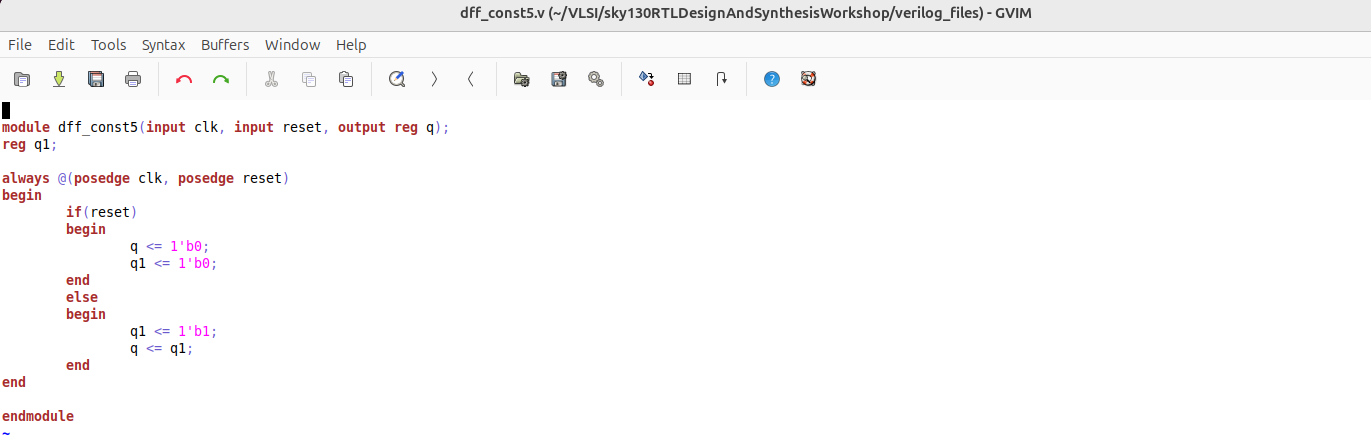 dff_const5.v (~/VLSI/sky130RTLDesignAndSynthesisWorkshop/verilog_files) - GVIM
File Edit Tools Syntax Buffers Window Help
module dff_const5(input clk, input reset, output reg q);
reg q1;
always @(posedge clk, posedge reset)
begin
if(reset)
begin
q <= 1'b0;
q1 <= 1'b0;
end
else
begin
q1 <= 1'b1;
q <= q1;
end
end
endmodule
~